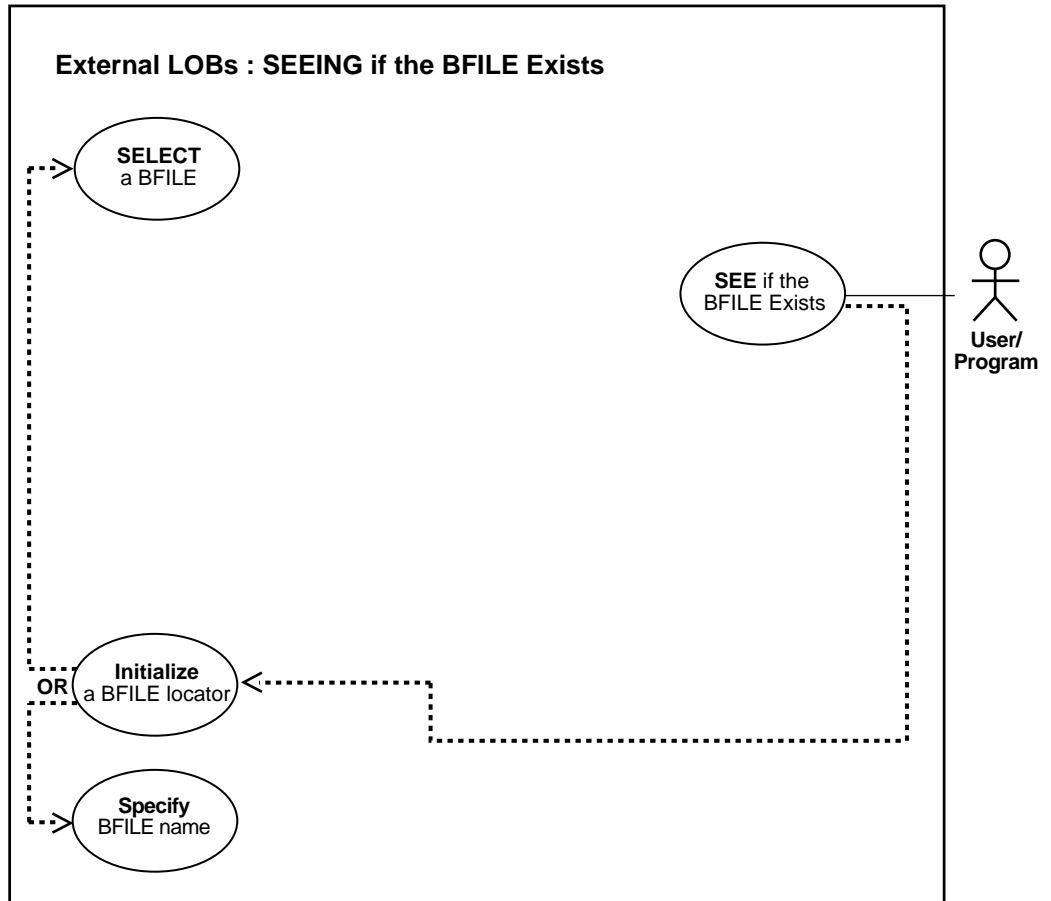 External LOBs : SEEING if the BFILE Exists
SELECT
a BFILE
SEE if the
BFILE Exists
User/
Program
Initialize
OR
a BFILE locator
Specify
BFILE name